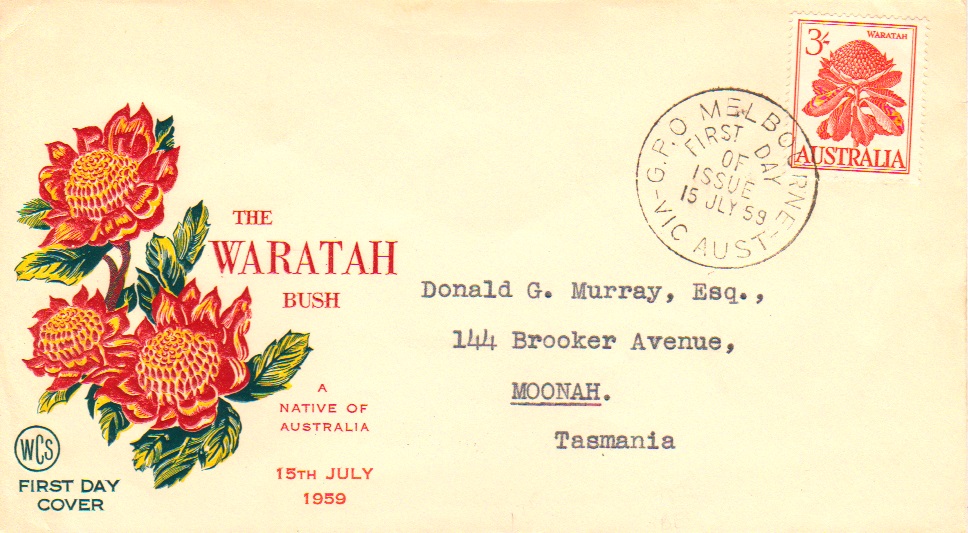 3/-
WARATAH
AUSTRALIA
G.P.O MELBOURNE
FIRST DAY
OF
ISSUE
15 JLY 59
-VIC AUST-
THE
WARATAH
BUSH
A
NATIVE OF
AUSTRALIA
15TH JULY
1959
Donald G. Murray, Esq.,
144 Brooker Avenue,
MOONAH.
Tasmania
WCS
FIRST DAY
COVER